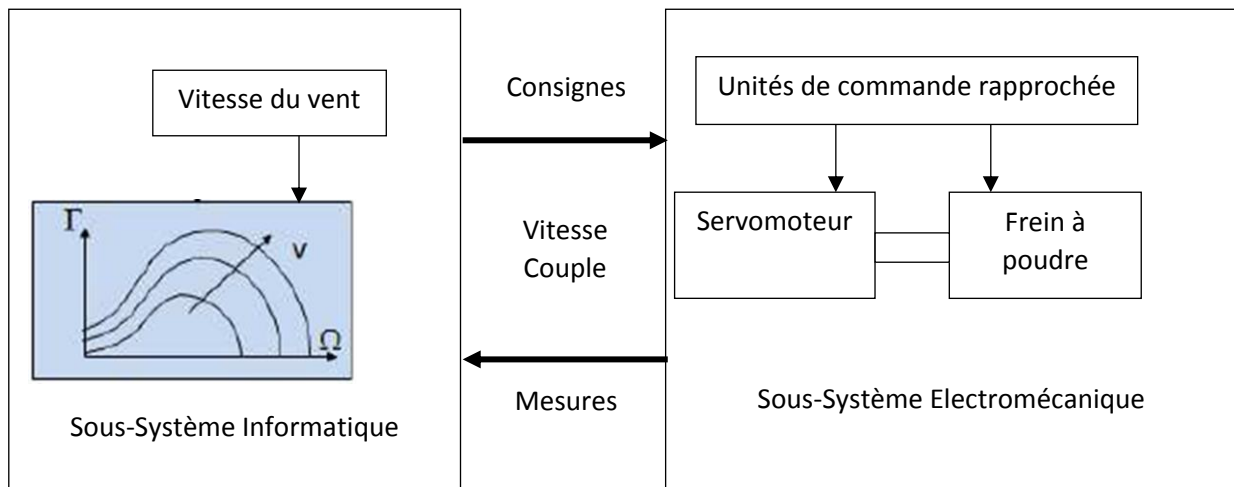 Vitesse du vent
Γ
v
Ω
Sous-Système Informatique
Consignes
Vitesse
Couple
Mesures
Unités de commande rapprochée
Servomoteur
Frein à
poudre
Sous-Système Electromécanique